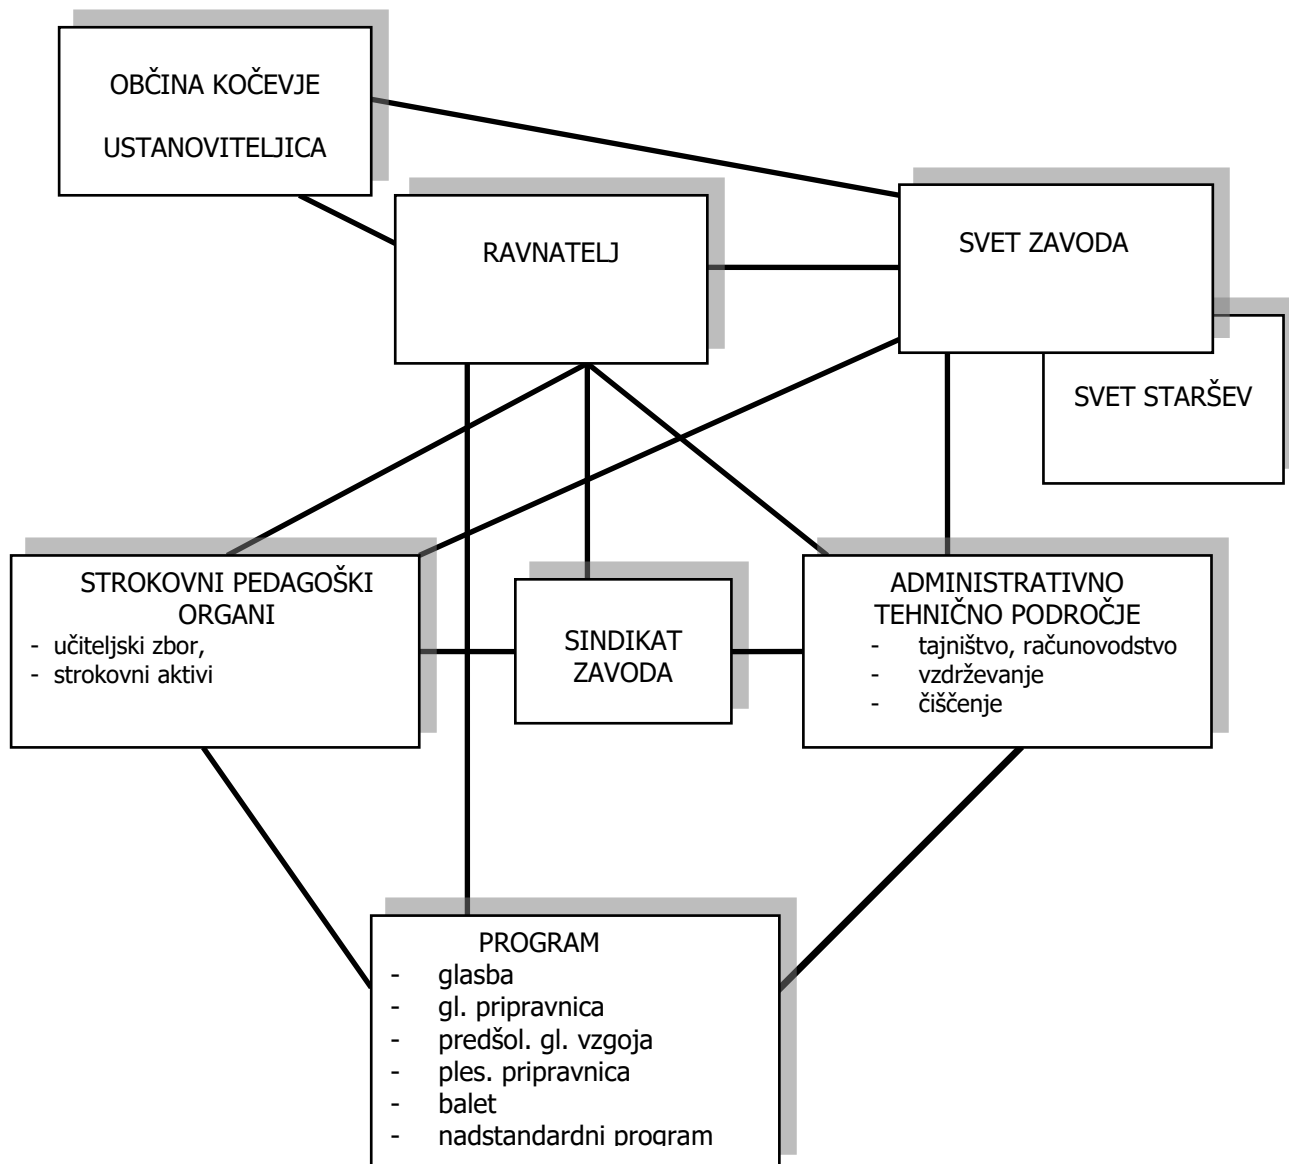 OBČINA KOČEVJE
USTANOVITELJICA
RAVNATELJ
SVET ZAVODA
SVET STARŠEV
STROKOVNI PEDAGOŠKI
ORGANI
- učiteljski zbor,
- strokovni aktivi
SINDIKAT
ZAVODA
ADMINISTRATIVNO
TEHNIČNO PODROČJE
- tajništvo, računovodstvo
- vzdrževanje
- čiščenje
PROGRAM
- glasba
- gl. pripravnica
- predšol. gl. vzgoja
- ples. pripravnica
- balet
- nadstandardni program